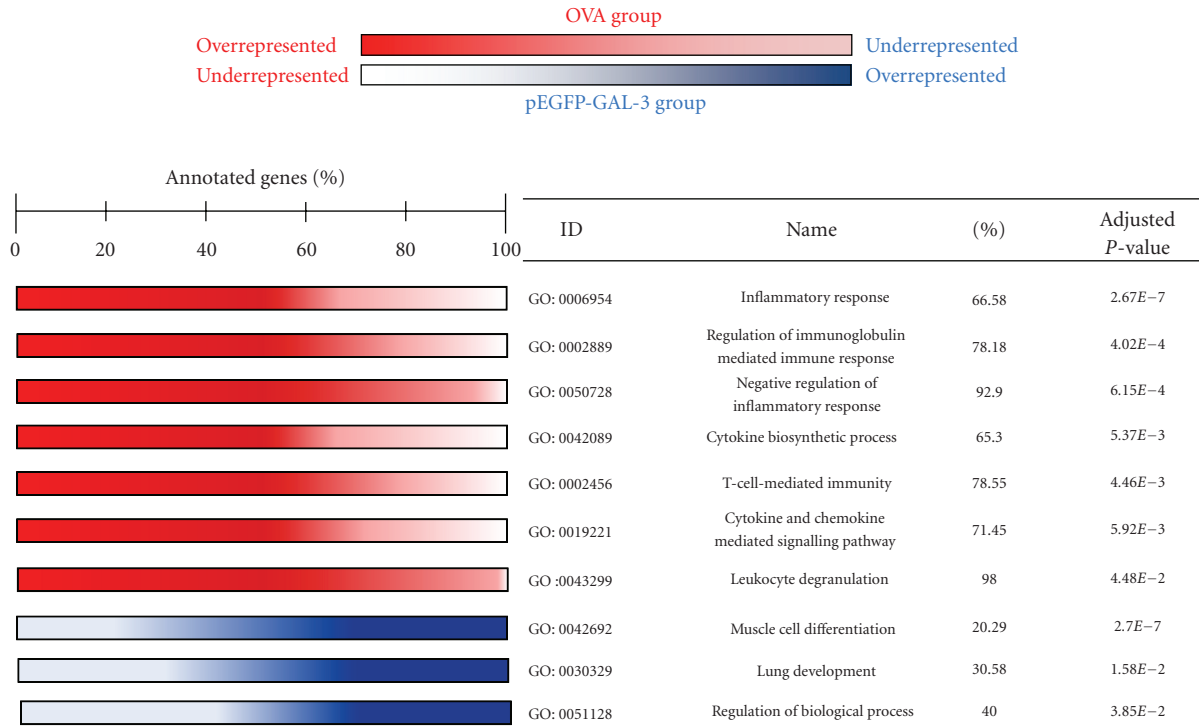 OVA group
Overrepresented Underrepresented
Underrepresented Overrepresented
pEGFP-GAL-3 group
Annotated genes (%)
0 20 40 60 80 100
ID Name (%) Adjusted P-value
GO: 0006954 Inflammatory response 66.58 2.67E−7
GO: 0002889 Regulation of immunoglobulin mediated immune response 78.18 4.02E−4
GO: 0050728 Negative regulation of inflammatory response 92.9 6.15E−4
GO: 0042089 Cytokine biosynthetic process 65.3 5.37E−3
GO: 0002456 T-cell-mediated immunity 78.55 4.46E−3
GO: 0019221 Cytokine and chemokine mediated signalling pathway 71.45 5.92E−3
GO :0043299 Leukocyte degranulation 98 4.48E−2
GO: 0042692 Muscle cell differentiation 20.29 2.7E−7
GO: 0030329 Lung development 30.58 1.58E−2
GO: 0051128 Regulation of biological process 40 3.85E−2